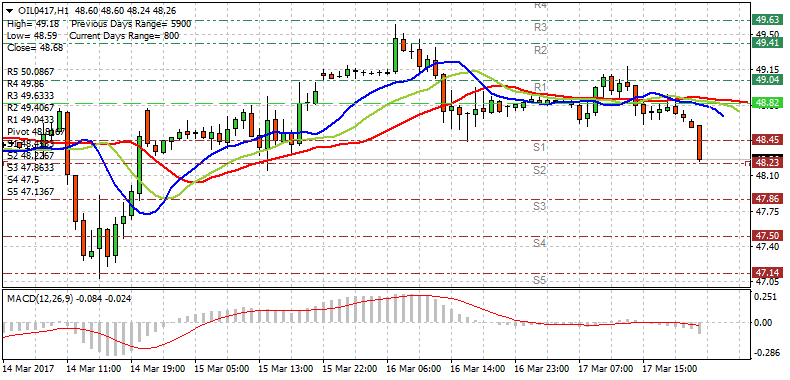 OIL0417,H1 48.60 48.60 48.24 48.26
High= 49.18 Previous Days Range= 5900
Low= 48.59 Current Days Range= 800
Close= 48.68
R5 50.0867
R4 49.86
R3 49.6333
R2 49.4067
R1 49.0433
Pivot
S2 48.2267
S3 47.8633
S4 47.5
S5 47.1367
R4
R3
R2
R1
S1
S2
S3
S4
S5
49.63
49.50
49.41
49.15
49.04
48.82
48.45
48.23
48.10
47.86
47.75
47.50
47.40
47.14
47.05
MACD(12,26,9) -0.084 -0.024
0.251
0.00
-0.286
14 Mar 2017 14 Mar 11:00 14 Mar 19:00 15 Mar 05:00 15 Mar 13:00 15 Mar 22:00 16 Mar 06:00 16 Mar 14:00 16 Mar 23:00 17 Mar 07:00 17 Mar 15:00